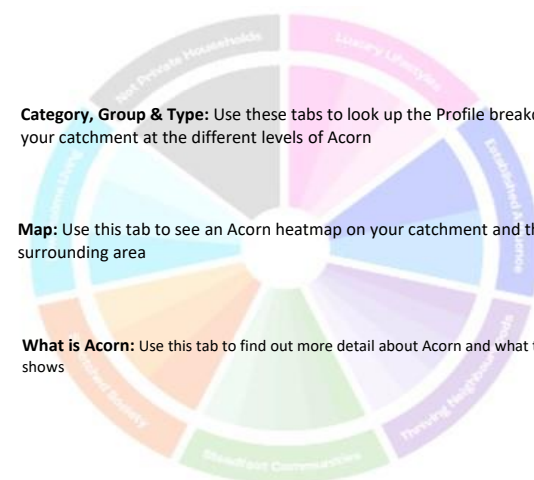 Not Private Households
Luxury Lifestyles
Category, Group & Type: Use these tabs to look up the Profile
your catchment at the different levels of Acorn
Established Affluence
Map: Use this tab to see an Acorn heatmap on your catchment and
surrounding area
What is Acorn: Use this tab to find out more detail about Acorn and what
shows
Thriving Neighbourhoods
Steadfast Communities